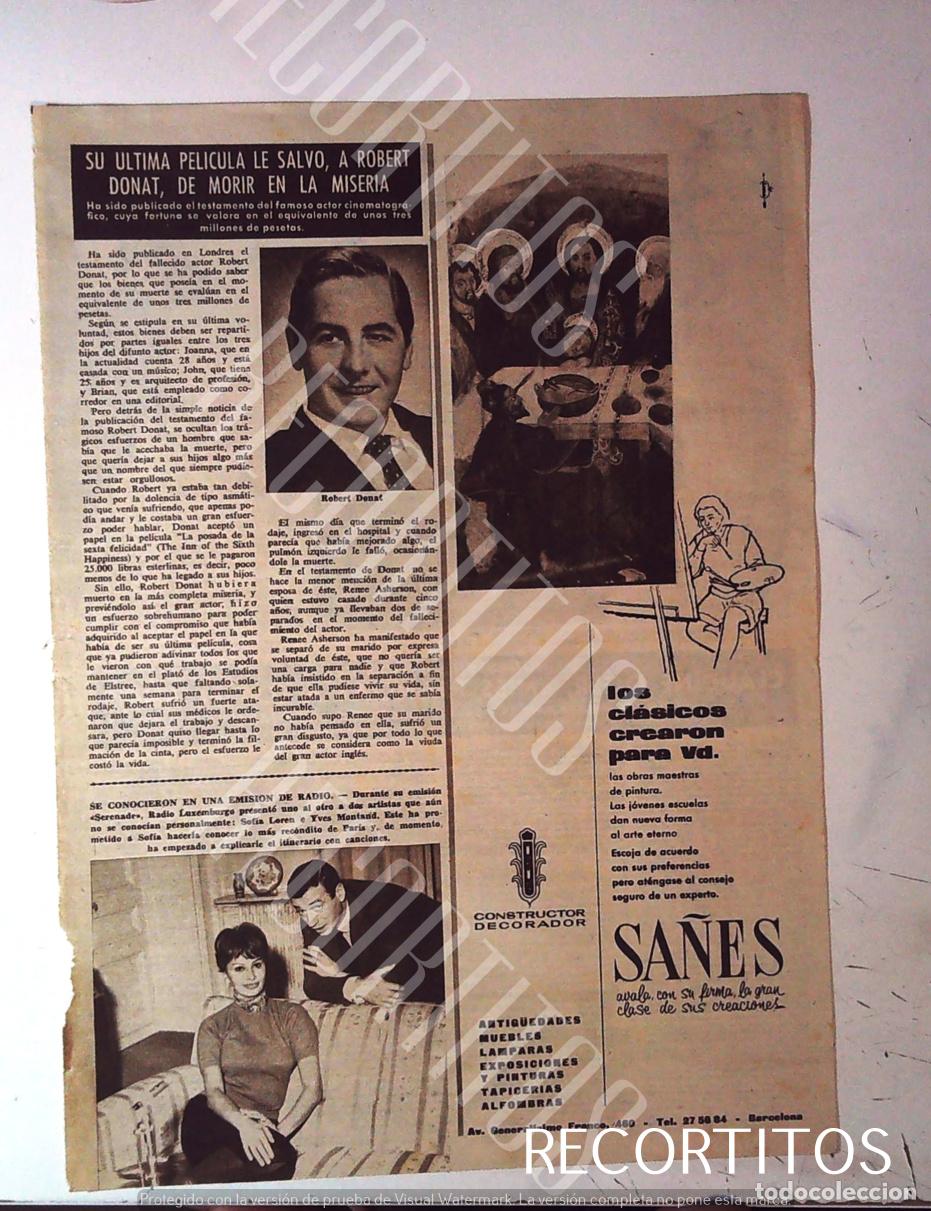 SU ULTIMA PELICULA LE SALVO, A ROBERT
DONAT, DE MORIR EN LA MISERIA
Ha sido publicado el testamento del famoso actor cinematográ-
fico, cuya fortuna se valora en el equivalente de unos tres
millones de pesetas.
Ha sido publicado en Londres el
testamento del fallecido actor Robert
Donat, por lo que se ha podido saber
que los bienes que poseía en el mo-
mento de su muerte se evalúan en el
equivalente de unos tres millones de
pesetas.
Según se estipula en su última vo-
luntad, estos bienes deben ser reparti-
dos por partes iguales entre los tres
hijos del difunto actor: Joanna, que en
la actualidad cuenta 28 años y está
casada con un músico; John, que tiene
25 años y es arquitecto de profesión,
y Brian, que está empleado como co-
rredor en una editorial.
Pero detrás de la simple noticia de
la publicación del testamento del fa-
moso Robert Donat, se ocultan los trá-
gicos esfuerzos de un hombre que sa-
bía que le acechaba la muerte, pero
que quería dejar a sus hijos algo más
que un nombre del que siempre pudie-
sen estar orgullosos.
Cuando Robert ya estaba tan debi-
litado por la dolencia de tipo asmáti-
co que venía sufriendo, que apenas po-
día andar y le costaba un gran esfuer-
zo poder hablar, Donat aceptó un
papel en la película "La posada de la
sexta felicidad" (The Inn of the Sixth
Happiness) y por el que se le pagaron
25.000 libras esterlinas, es decir, poco
menos de lo que ha legado a sus hijos.
Sin ello, Robert Donat hubiera
muerto en la más completa miseria, y
previéndolo así el gran actor, hizo
un esfuerzo sobrehumano para poder
cumplir con el compromiso que había
adquirido al aceptar el papel en la que
había de ser su última película, cosa
que ya pudieron adivinar todos los que
le vieron con qué trabajo se podía
mantener en el plató de los Estudios
de Elstree, hasta que faltando sola-
mente una semana para terminar el
rodaje, Robert sufrió un fuerte ata-
que, ante lo cual sus médicos le orde-
naron que dejara el trabajo y descan-
sara, pero Donat quiso llegar hasta lo
que parecía imposible y terminó la fil-
mación de la cinta, pero el esfuerzo le
costó la vida.
Robert Donat
El mismo día que terminó el ro-
daje, ingresó en el hospital y cuando
parecía que había mejorado algo, el
pulmón izquierdo le falló, ocasionán-
dole la muerte.
En el testamento de Donat no se
hace la menor mención de la última
esposa de éste, Renee Asherson, con
quien estuvo casado durante cinco
años, aunque ya llevaban dos de se-
parados en el momento del falleci-
miento del actor.
Renee Asherson ha manifestado que
se separó de su marido por expresa
voluntad de éste, que no quería ser
una carga para nadie y que Robert
había insistido en la separación a fin
de que ella pudiese vivir su vida, sin
estar atada a un enfermo que se sabía
incurable.
Cuando supo Renee que su marido
no había pensado en ella, sufrió un
gran disgusto, ya que por todo lo que
antecede se considera como la viuda
del gran actor inglés.
SE CONOCIERON EN UNA EMISION DE RADIO. — Durante su emisión
«Serenade», Radio Luxemburgo presentó uno al otro a dos artistas que aún
no se conocían personalmente: Sofía Loren e Yves Montand. Este ha pro-
metido a Sofía hacerla conocer lo más recóndito de París y, de momento,
ha empezado a explicarle el itinerario con canciones.
los
clásicos
crearon
para Vd.
las obras maestras
de pintura.
Las jóvenes escuelas
dan nueva forma
al arte eterno
Escoja de acuerdo
con sus preferencias
pero aténgase al consejo
seguro de un experto.
CONSTRUCTOR
DECORADOR
SAÑES
avala, con su firma, la gran
clase de sus creaciones
ANTIGÜEDADES
MUEBLES
LAMPARAS
EXPOSICIONES
Y PINTURAS
TAPICERIAS
ALFOMBRAS
Av. Generalísimo Franco, 460 - Tel. 27 56 84 - Barcelona
RECORTITOS
RECORTITOS
RECORTITOS
RECORTITOS
todocoleccion
Protegido con la versión de prueba de Visual Watermark. La versión completa no pone esta marca.